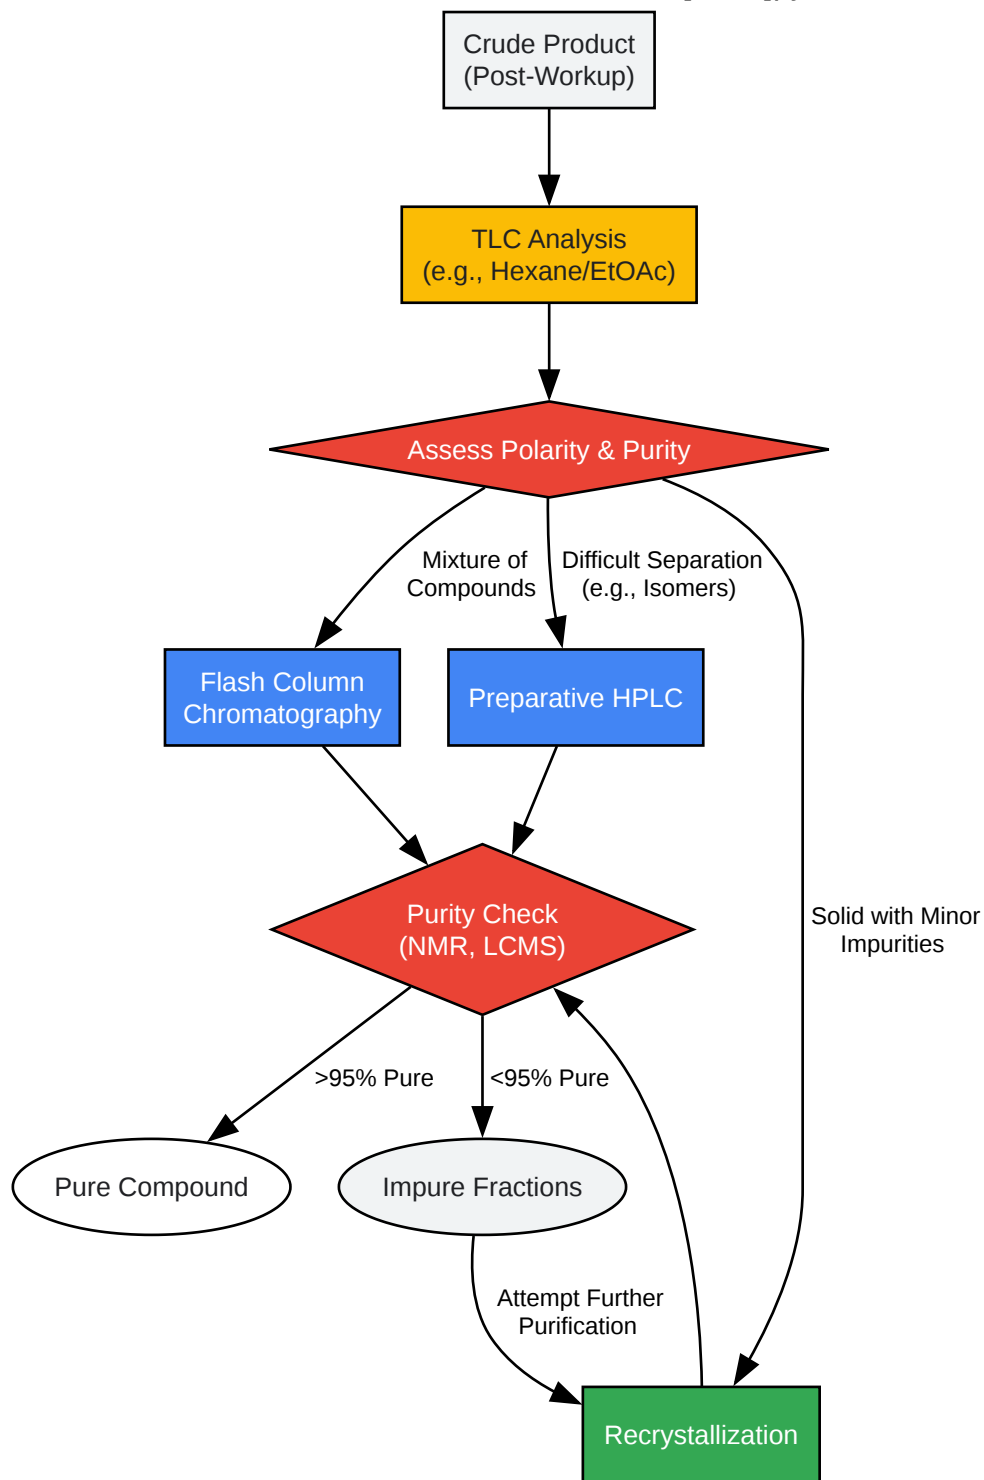 Crude Product
(Post-Workup)
TLC Analysis
(e.g., Hexane/EtOAc)
Assess Polarity & Purity
Mixture of
Compounds
Difficult Separation
(e.g., Isomers)
Flash Column
Chromatography
Preparative HPLC
Solid with Minor
Impurities
Purity Check
(NMR, LCMS)
>95% Pure
<95% Pure
Pure Compound
Impure Fractions
Attempt Further
Purification
Recrystallization